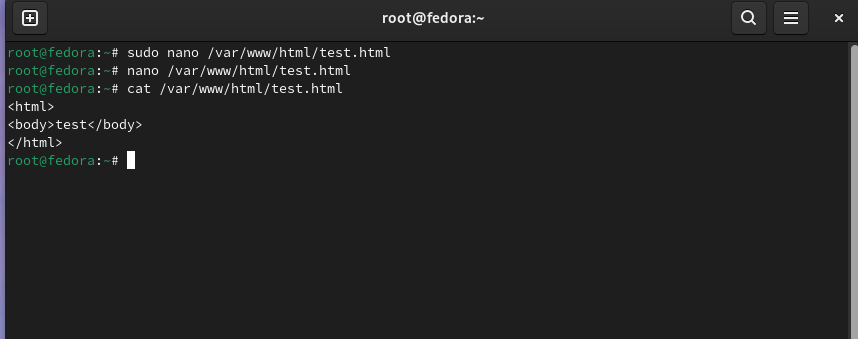 root@fedora:~
root@fedora:~# sudo nano /var/www/html/test.html
root@fedora:~# nano /var/www/html/test.html
root@fedora:~# cat /var/www/html/test.html
<html>
<body>test</body>
</html>
root@fedora:~#